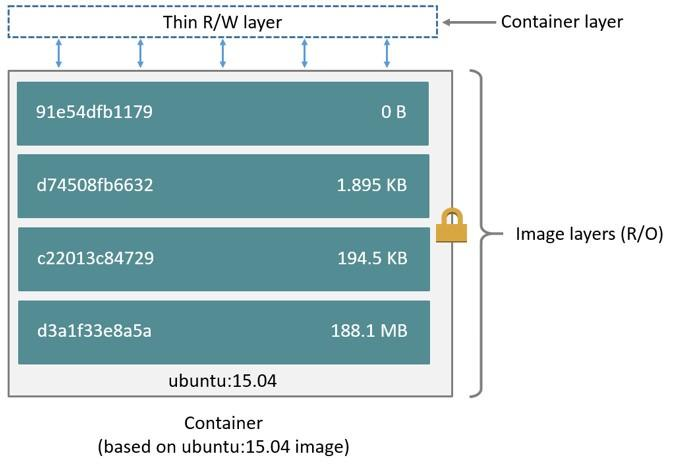 Thin R/W layer
Container layer
91e54dfb1179 0 B
d74508fb6632 1.895 KB
c22013c84729 194.5 KB
Image layers (R/O)
d3a1f33e8a5a 188.1 MB
ubuntu:15.04
Container
(based on ubuntu:15.04 image)